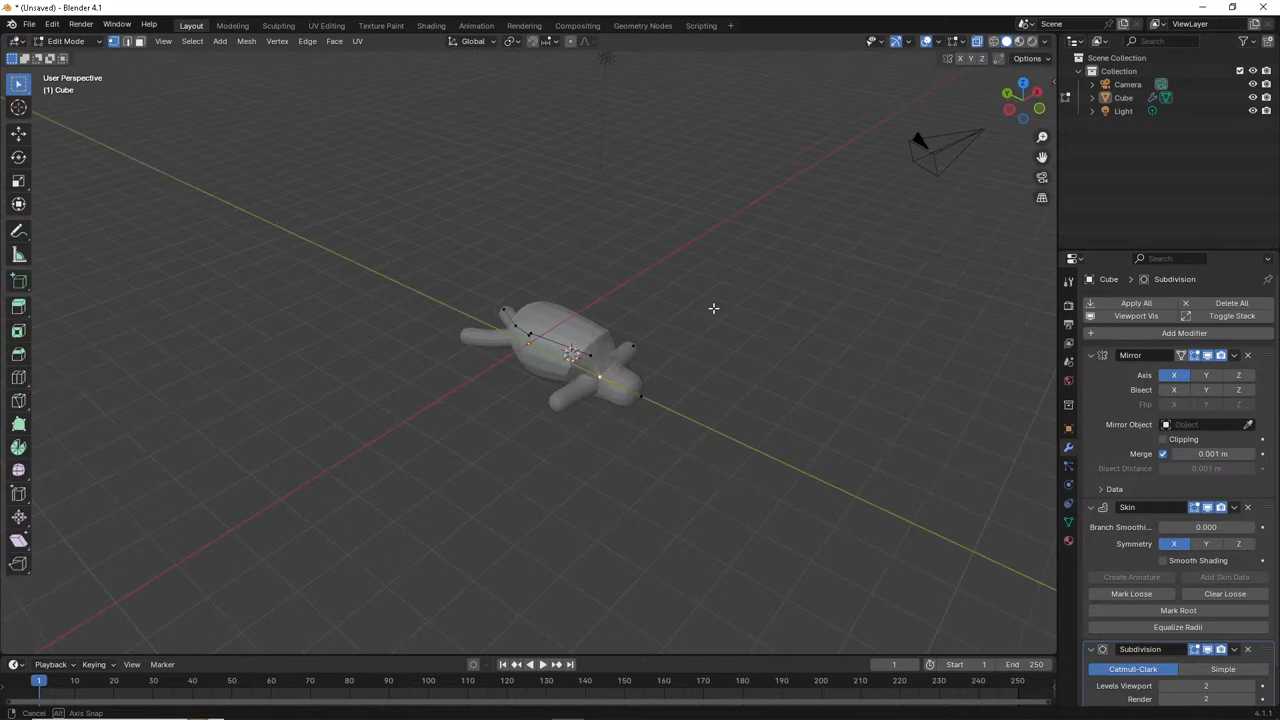 * (Unsaved) - Blender 4.1
File Edit Render Window Help Layout Modeling Sculpting UV Editing Texture Paint Shading Animation Rendering Compositing Geometry Nodes Scripting + Scene ViewLayer
Edit Mode View Select Add Mesh Vertex Edge Face UV Global Search
X Y Z Options
User Perspective
(1) Cube
Z
Y X
Scene Collection
Collection
Camera
Cube
Light
Search
Cube > Subdivision
Apply All Delete All
Viewport Vis Toggle Stack
Add Modifier
Mirror
Axis X Y Z
Bisect X Y Z
Flip X Y Z
Mirror Object Object
Clipping
Merge 0.001 m
Bisect Distance 0.001 m
Data
Skin
Branch Smoothi... 0.000
Symmetry X Y Z
Smooth Shading
Create Armature Add Skin Data
Mark Loose Clear Loose
Mark Root
Equalize Radii
Subdivision
Catmull-Clark Simple
Levels Viewport 2
Render 2
Playback Keying View Marker 1 Start 1 End 250
1 10 20 30 40 50 60 70 80 90 100 110 120 130 140 150 160 170 180 190 200 210 220 230 240 250
Cancel Alt Axis Snap 4.1.1